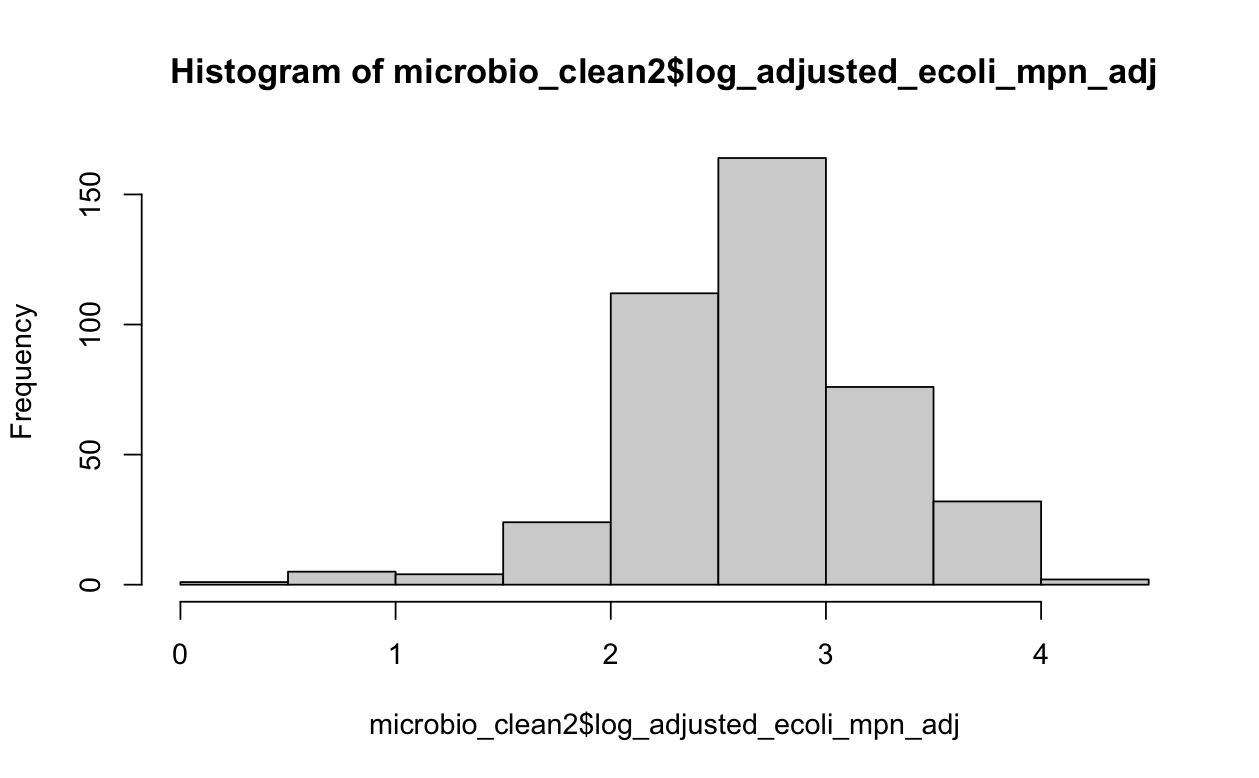 Histogram of microbio_clean2$log_adjusted_ecoli_mpn_adj
150
100
50
0
Frequency
0 1 2 3 4
microbio_clean2$log_adjusted_ecoli_mpn_adj